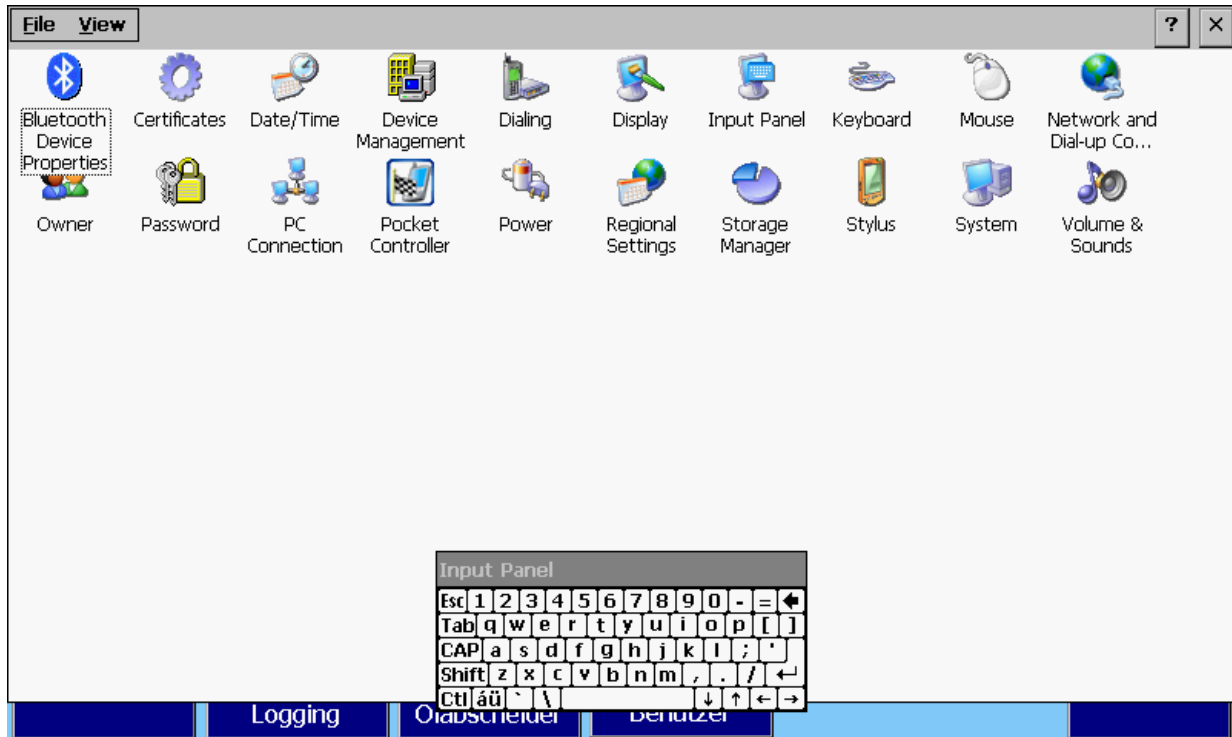 File View ? ×
Bluetooth Device Properties
Certificates
Date/Time
Device Management
Dialing
Display
Input Panel
Keyboard
Mouse
Network and Dial-up Co...
Owner
Password
PC Connection
Pocket Controller
Power
Regional Settings
Storage Manager
Stylus
System
Volume & Sounds
Input Panel
Esc 1 2 3 4 5 6 7 8 9 0 - =
Tab q w e r t y u i o p [ ]
CAP a s d f g h j k l ; '
Shift z x c v b n m , . /
Ctl áü ` \ ↓ ↑ ← →
Logging Ölabscheider Benutzer